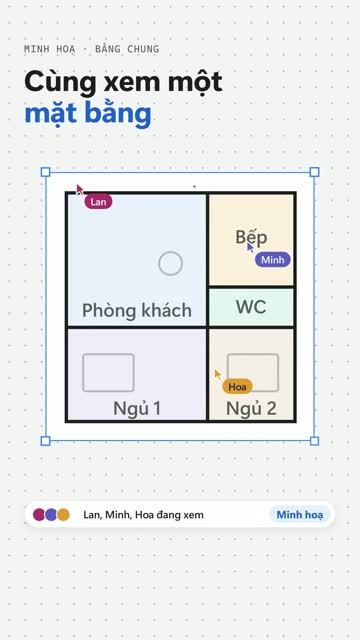 MINH HOẠ · BẢNG CHUNG
Cùng xem một
mặt bằng
Lan
Bếp
Minh
Phòng khách
WC
Hoa
Ngủ 1
Ngủ 2
Lan, Minh, Hoa đang xem
Minh hoạ